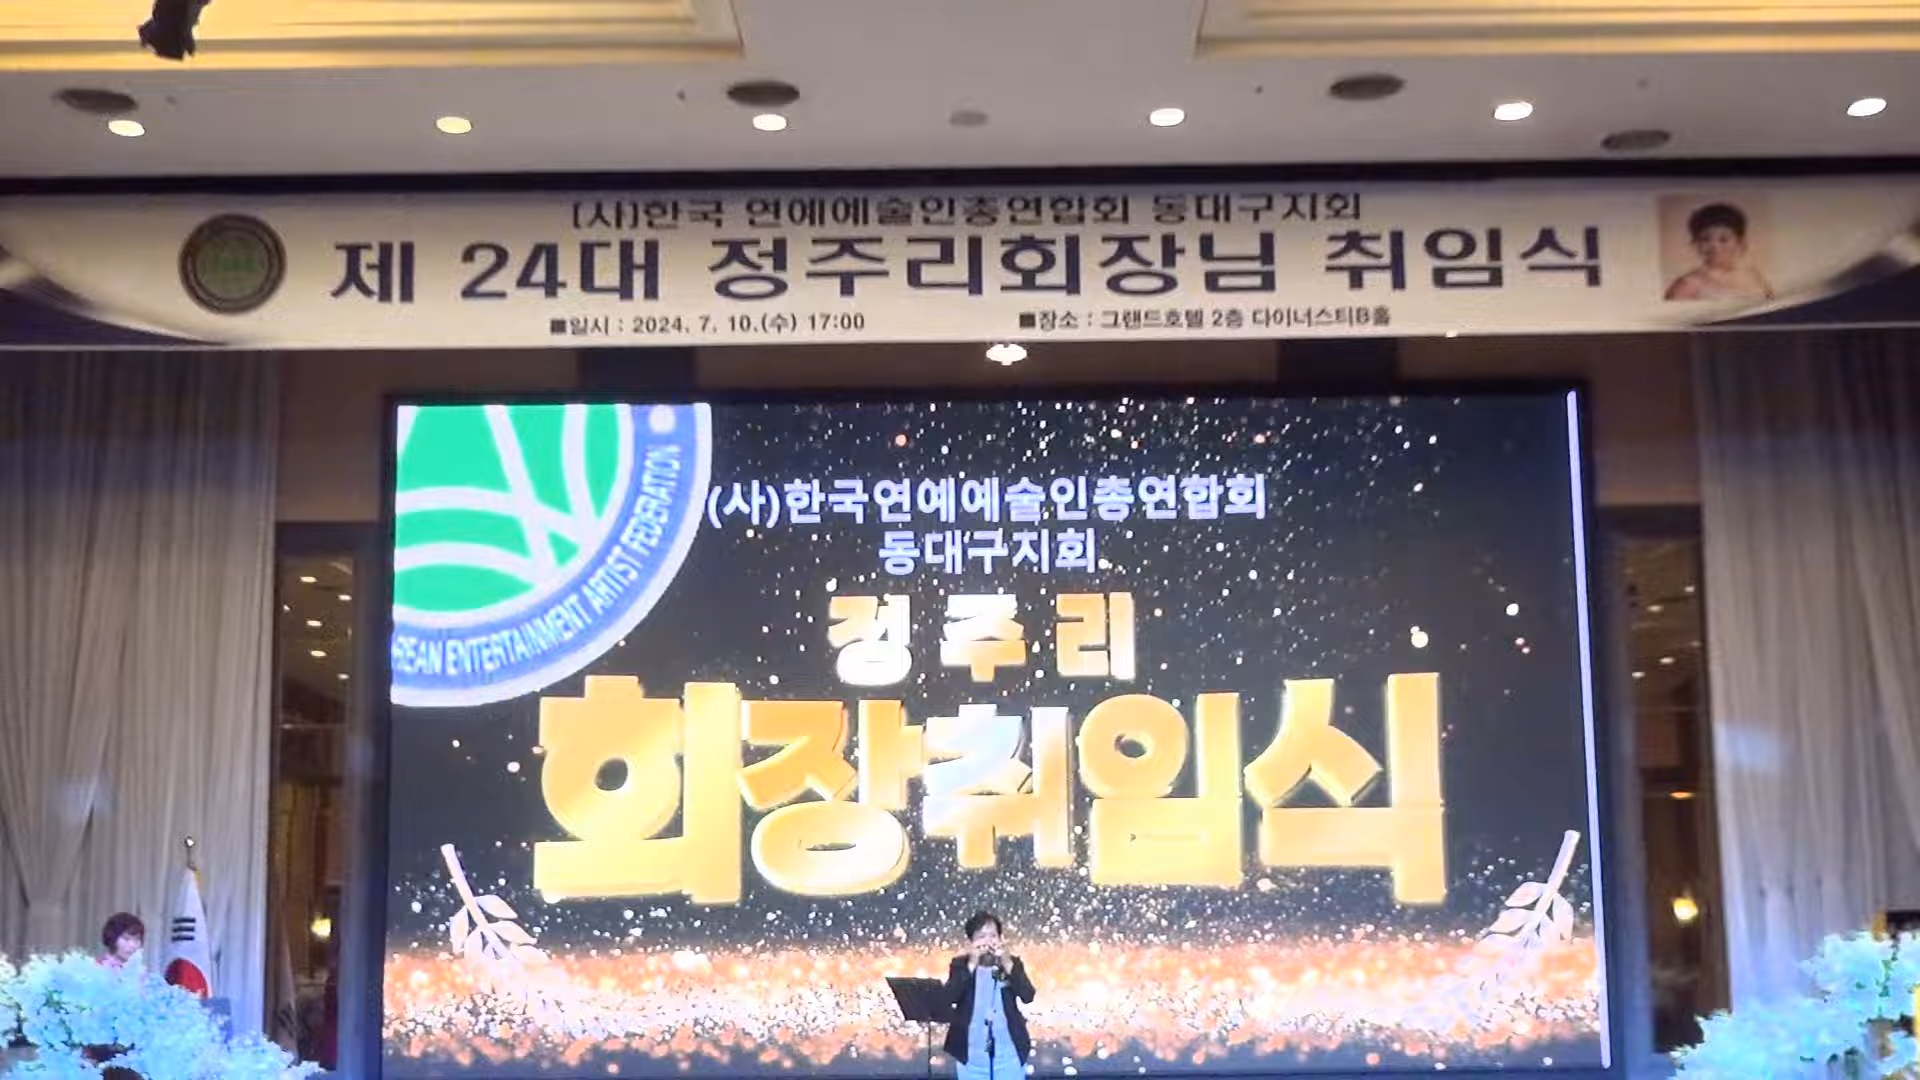 (사)한국 연예예술인총연합회 동대구지회
제 24대 정주리회장님 취임식
■일시 : 2024. 7. 10.(수) 17:00
■장소 : 그랜드호텔 2층 다이너스티B홀
REAN ENTERTAINMENT ARTIST FEDERATION
(사)한국연예예술인총연합회
동대구지회
정주리
회장취임식